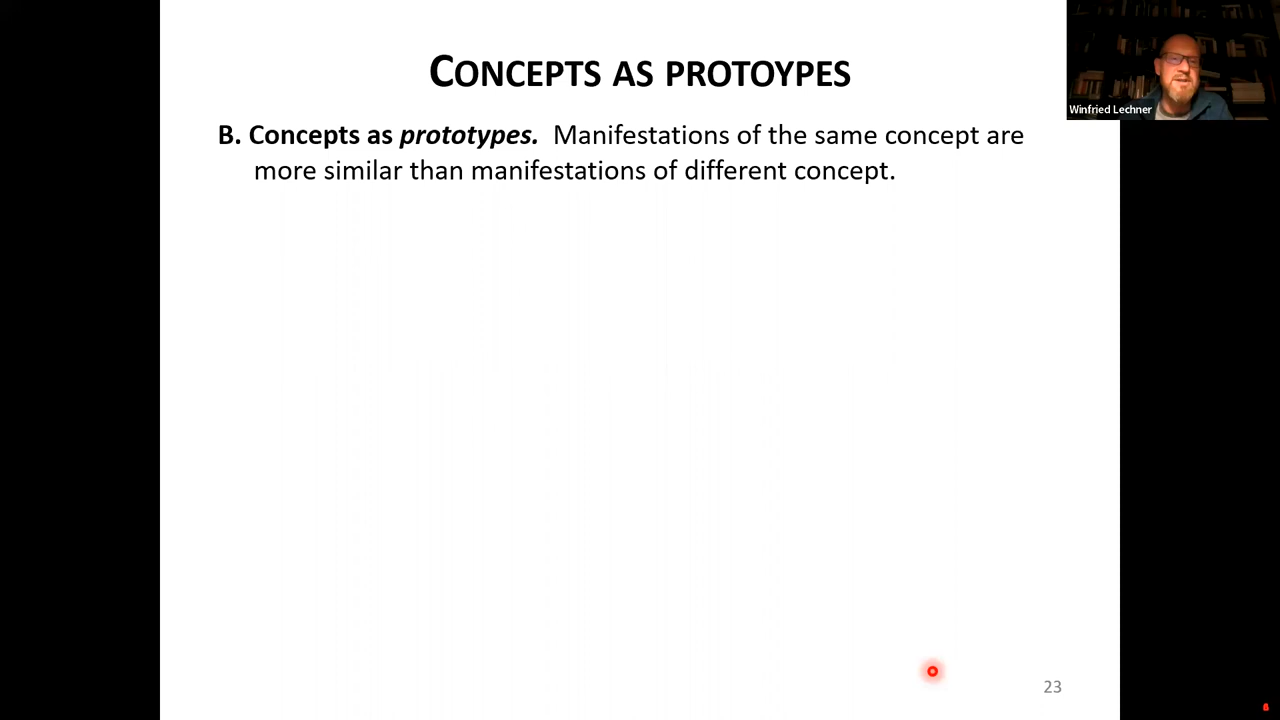 CONCEPTS AS PROTOYPES
B. Concepts as prototypes. Manifestations of the same concept are
more similar than manifestations of different concept.
Winfried Lechner
23